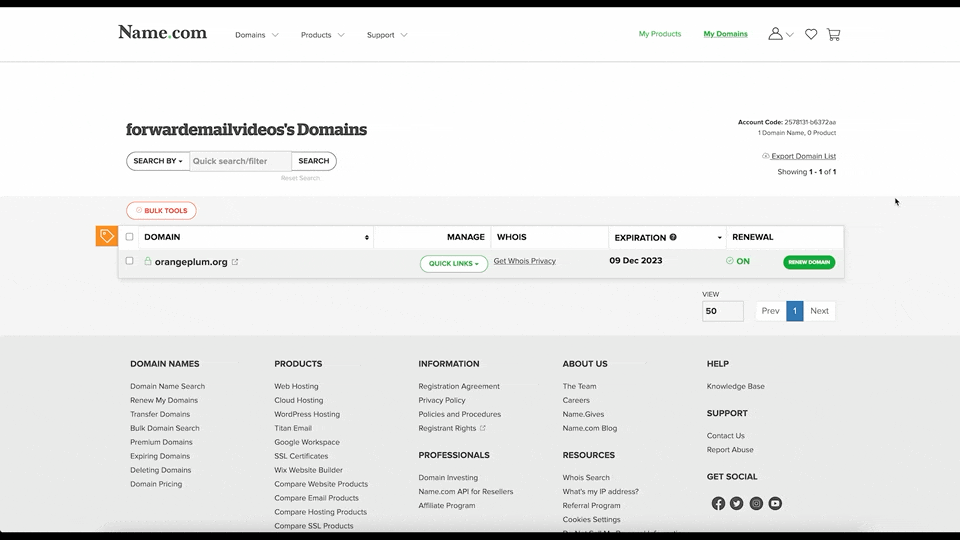 Name.com
Domains
Products
Support
My Products
My Domains
forwardemailvideos's Domains
Account Code: 2578131-b6372aa
1 Domain Name, 0 Product
SEARCH BY
Quick search/filter
SEARCH
Export Domain List
Reset Search
Showing 1 - 1 of 1
BULK TOOLS
DOMAIN
MANAGE
WHOIS
EXPIRATION
RENEWAL
orangeplum.org
QUICK LINKS
Get Whois Privacy
09 Dec 2023
ON
RENEW DOMAIN
VIEW
50
Prev
1
Next
DOMAIN NAMES
Domain Name Search
Renew My Domains
Transfer Domains
Bulk Domain Search
Premium Domains
Expiring Domains
Deleting Domains
Domain Pricing
PRODUCTS
Web Hosting
Cloud Hosting
WordPress Hosting
Titan Email
Google Workspace
SSL Certificates
Wix Website Builder
Compare Website Products
Compare Email Products
Compare Hosting Products
Compare SSL Products
INFORMATION
Registration Agreement
Privacy Policy
Policies and Procedures
Registrant Rights
PROFESSIONALS
Domain Investing
Name.com API for Resellers
Affiliate Program
ABOUT US
The Team
Careers
Name.Gives
Name.com Blog
RESOURCES
Whois Search
What's my IP address?
Referral Program
Cookies Settings
HELP
Knowledge Base
SUPPORT
Contact Us
Report Abuse
GET SOCIAL